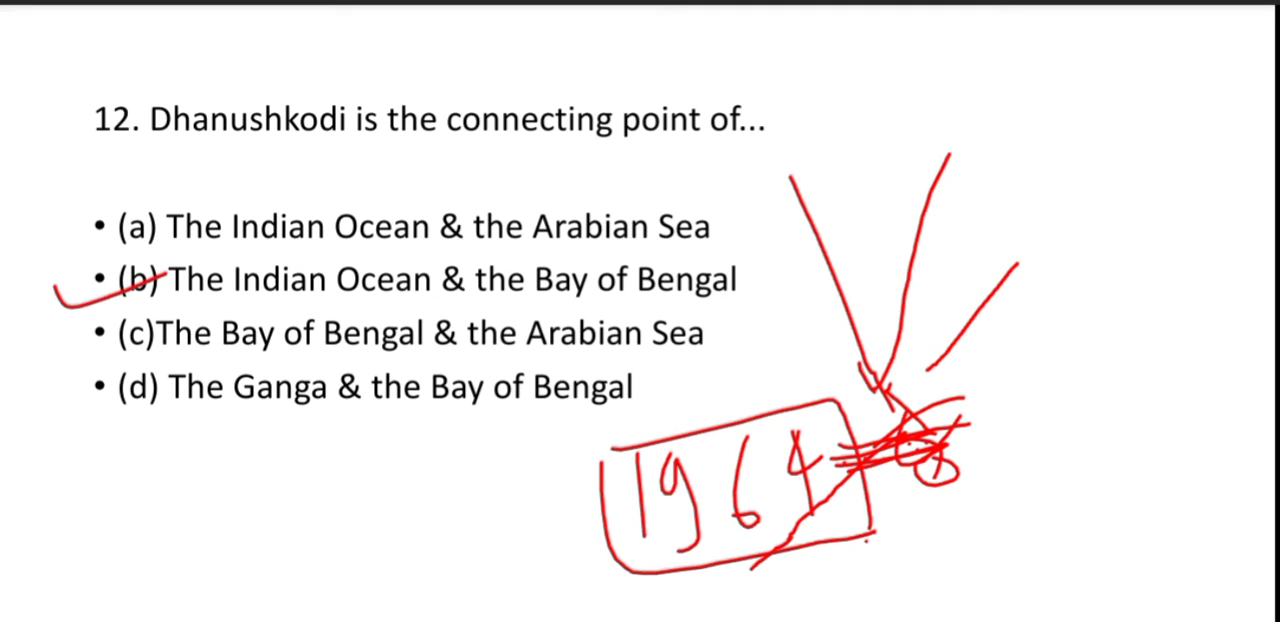 12. Dhanushkodi is the connecting point of...
• (a) The Indian Ocean & the Arabian Sea
• (b) The Indian Ocean & the Bay of Bengal
• (c)The Bay of Bengal & the Arabian Sea
• (d) The Ganga & the Bay of Bengal
1964